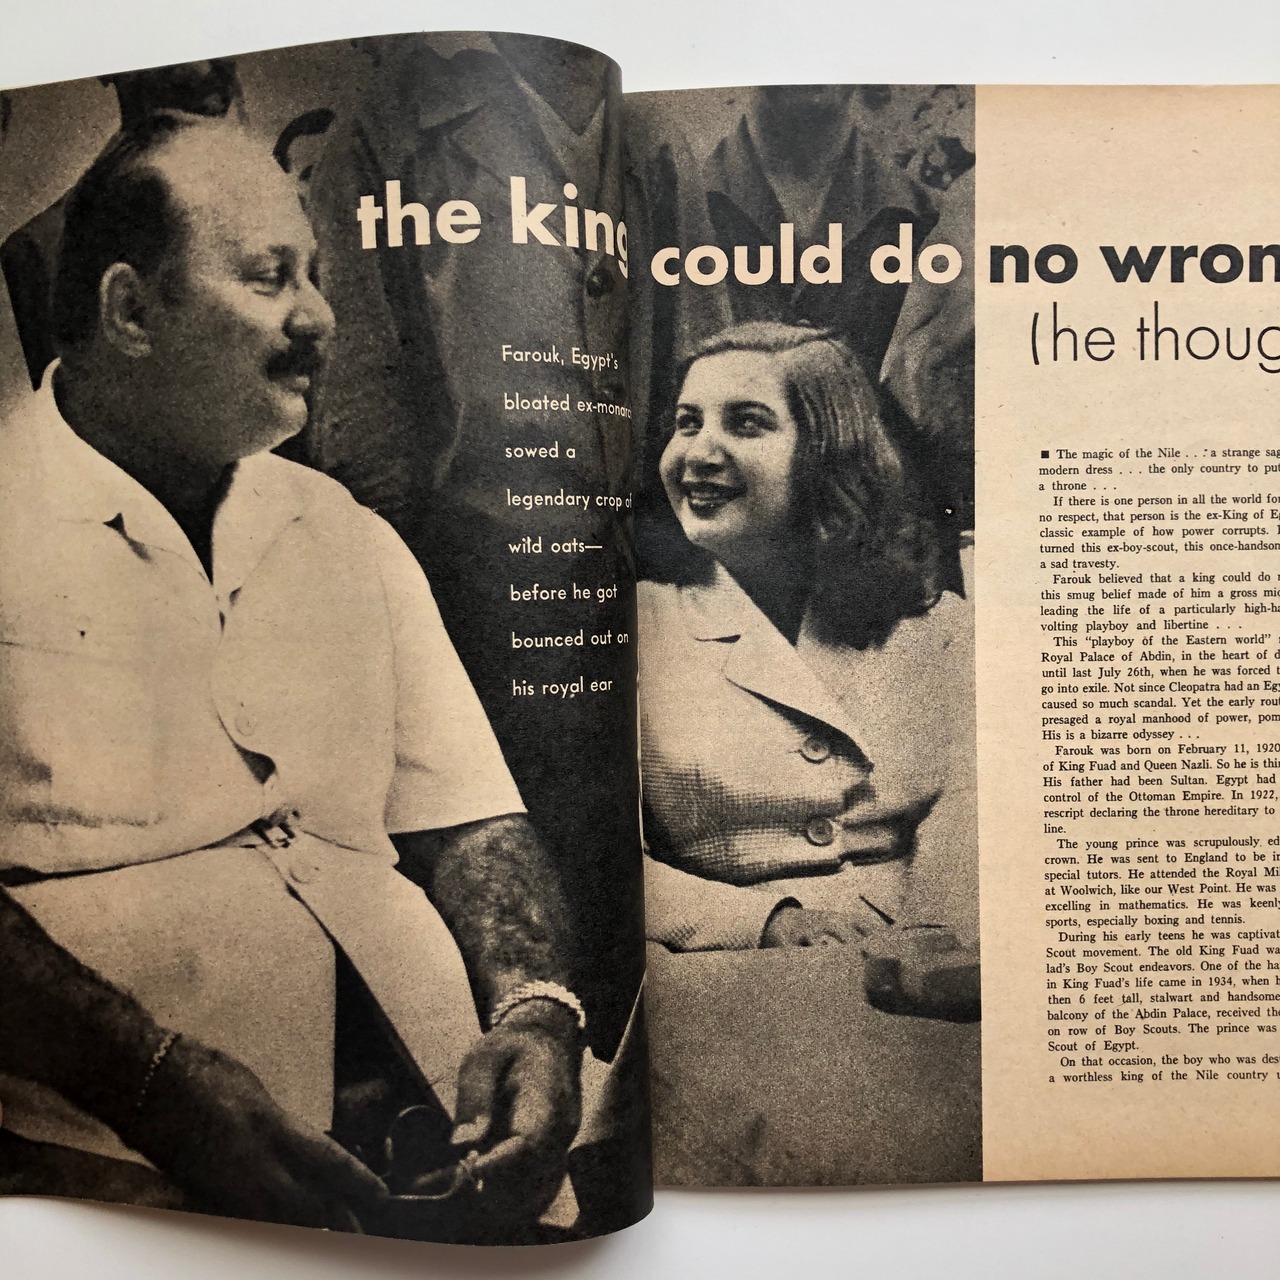 the king could do no wron
(he thoug
Farouk, Egypt's
bloated ex-monarc
sowed a
legendary crop of
wild oats—
before he got
bounced out on
his royal ear
■ The magic of the Nile . . . a strange sag
modern dress . . . the only country to put
a throne . . .
If there is one person in all the world for
no respect, that person is the ex-King of Eg
classic example of how power corrupts.
turned this ex-boy-scout, this once-handson
a sad travesty.
Farouk believed that a king could do
this smug belief made of him a gross mid
leading the life of a particularly high-ha
volting playboy and libertine . . .
This "playboy of the Eastern world"
Royal Palace of Abdin, in the heart of d
until last July 26th, when he was forced t
go into exile. Not since Cleopatra had an Egy
caused so much scandal. Yet the early rout
presaged a royal manhood of power, pom
His is a bizarre odyssey . . .
Farouk was born on February 11, 1920
of King Fuad and Queen Nazli. So he is thir
His father had been Sultan. Egypt had
control of the Ottoman Empire. In 1922,
rescript declaring the throne hereditary to
line.
The young prince was scrupulously ed
crown. He was sent to England to be in
special tutors. He attended the Royal Mil
at Woolwich, like our West Point. He was
excelling in mathematics. He was keenly
sports, especially boxing and tennis.
During his early teens he was captivat
Scout movement. The old King Fuad wa
lad's Boy Scout endeavors. One of the ha
in King Fuad's life came in 1934, when h
then 6 feet tall, stalwart and handsome
balcony of the Abdin Palace, received the
on row of Boy Scouts. The prince was
Scout of Egypt.
On that occasion, the boy who was des
a worthless king of the Nile country u